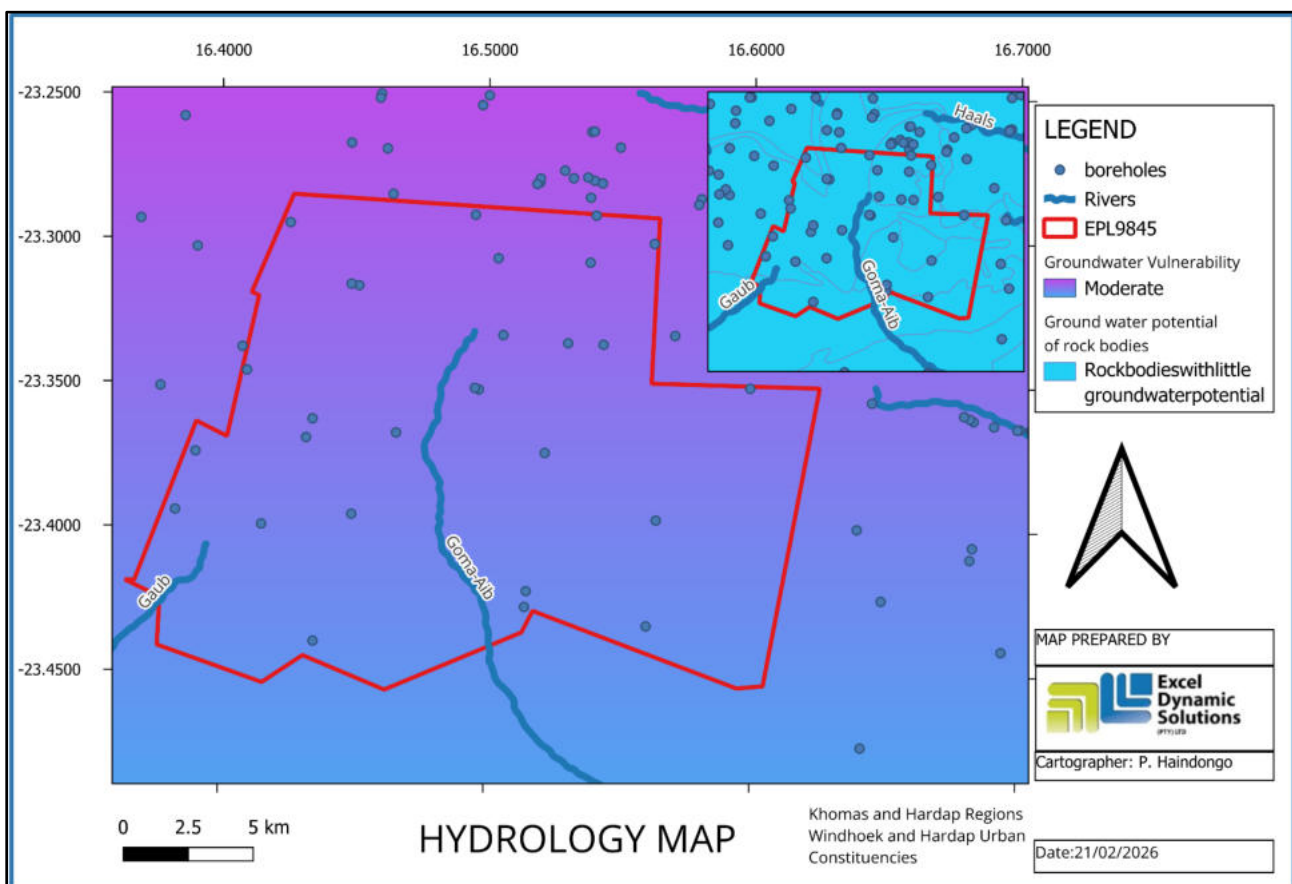 16.4000
16.5000
16.6000
16.7000
-23.2500
-23.3000
-23.3500
-23.4000
-23.4500
Gaub
Goma-Aib
Haals
Gaub
Goma-Aib
LEGEND
boreholes
Rivers
EPL9845
Groundwater Vulnerability
Moderate
Ground water potential
of rock bodies
Rockbodieswithlittle
groundwaterpotential
MAP PREPARED BY
Excel
Dynamic
Solutions
(PTY) LTD
Cartographer: P. Haindongo
Date:21/02/2026
0 2.5 5 km
HYDROLOGY MAP
Khomas and Hardap Regions
Windhoek and Hardap Urban
Constituencies